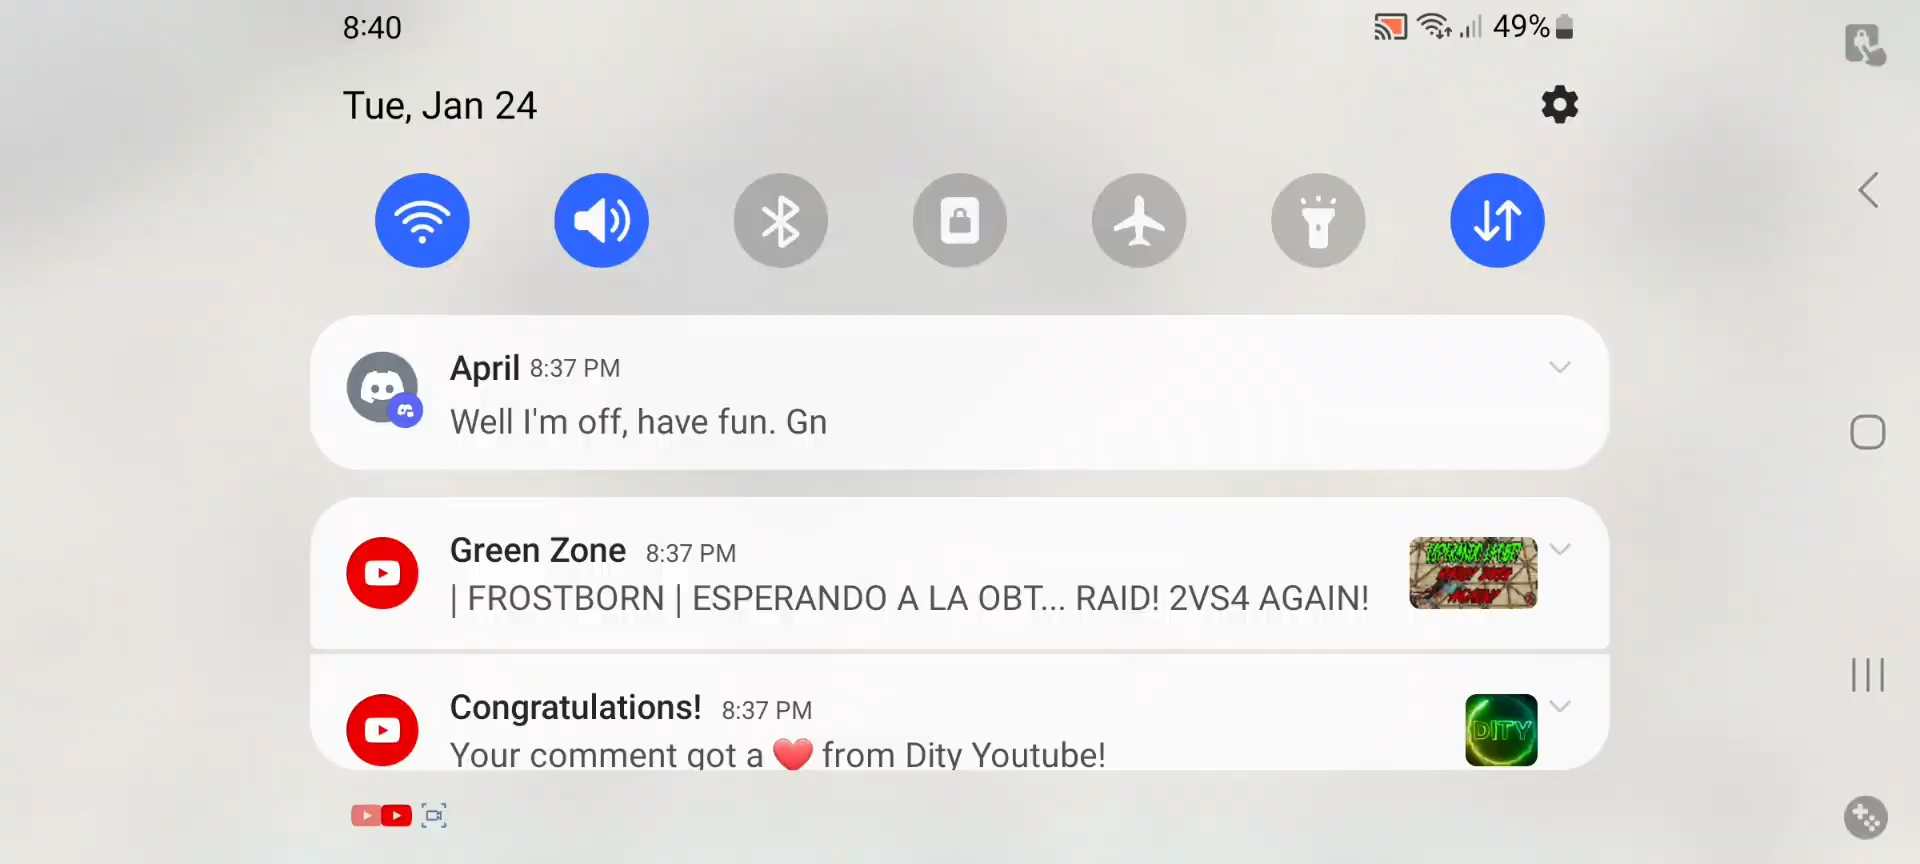 8:40
49%
Tue, Jan 24
April 8:37 PM
Well I'm off, have fun. Gn
Green Zone 8:37 PM
| FROSTBORN | ESPERANDO A LA OBT... RAID! 2VS4 AGAIN!
Congratulations! 8:37 PM
Your comment got a ❤️ from Dity Youtube!
DITY